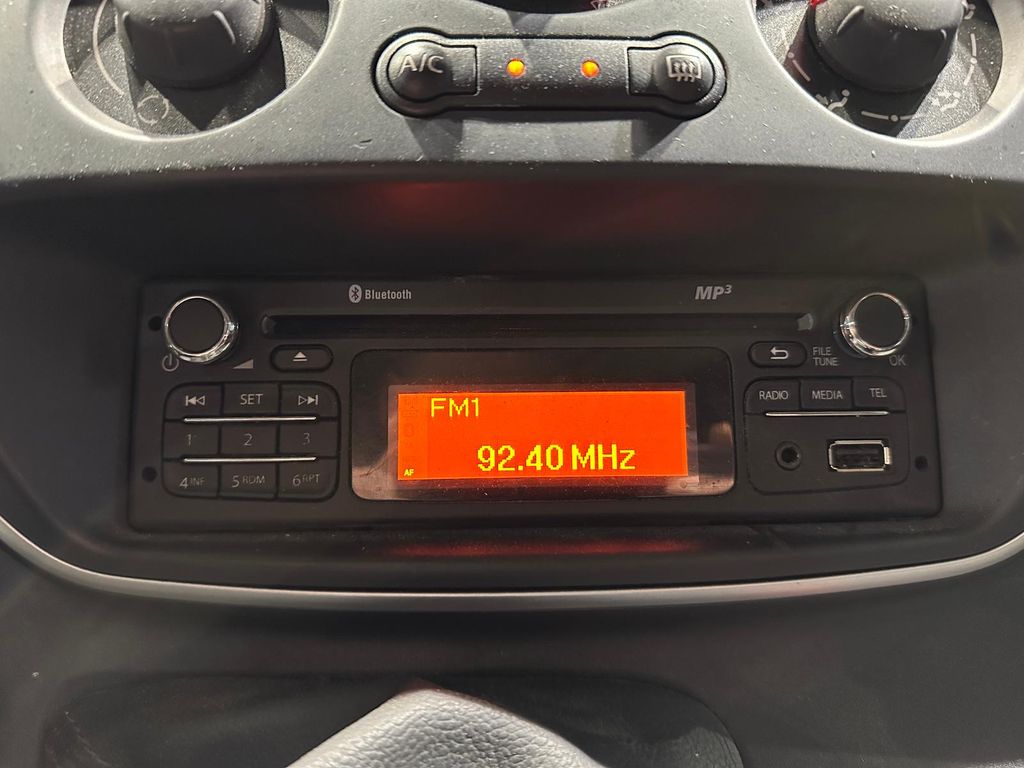 A/C
Bluetooth
MP3
FILE
TUNE
OK
SET
RADIO
MEDIA
TEL
1
2
3
4 INF
5 RDM
6 RPT
FM1
92.40 MHz
AF